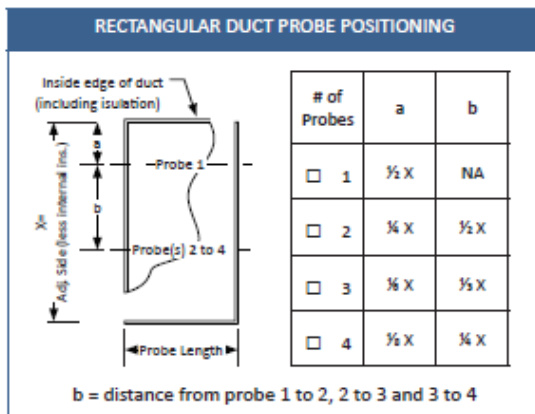 RECTANGULAR DUCT PROBE POSITIONING
Inside edge of duct
(including isulation)
X=
Adj. Side (less internal ins.)
a
b
Probe 1
Probe(s) 2 to 4
Probe Length
# of
Probes
a
b
1
½ X
NA
2
¼ X
½ X
3
⅙ X
⅓ X
4
⅛ X
¼ X
b = distance from probe 1 to 2, 2 to 3 and 3 to 4